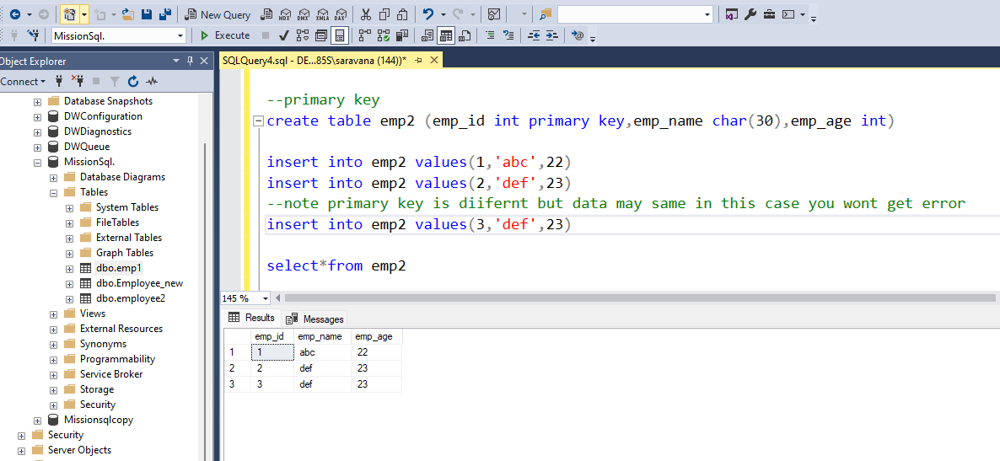 New Query
MDX DMX XMLA DAX
MissionSql.
Execute
Object Explorer
Connect
Database Snapshots
DWConfiguration
DWDiagnostics
DWQueue
MissionSql.
Database Diagrams
Tables
System Tables
FileTables
External Tables
Graph Tables
dbo.emp1
dbo.Employee_new
dbo.employee2
Views
External Resources
Synonyms
Programmability
Service Broker
Storage
Security
Missionsqlcopy
Security
Server Objects
SQLQuery4.sql - DE...85S\saravana (144))*
--primary key
create table emp2 (emp_id int primary key,emp_name char(30),emp_age int)
insert into emp2 values(1,'abc',22)
insert into emp2 values(2,'def',23)
--note primary key is diifernt but data may same in this case you wont get error
insert into emp2 values(3,'def',23)
select*from emp2
145 %
Results Messages
emp_id emp_name emp_age
1 1 abc 22
2 2 def 23
3 3 def 23